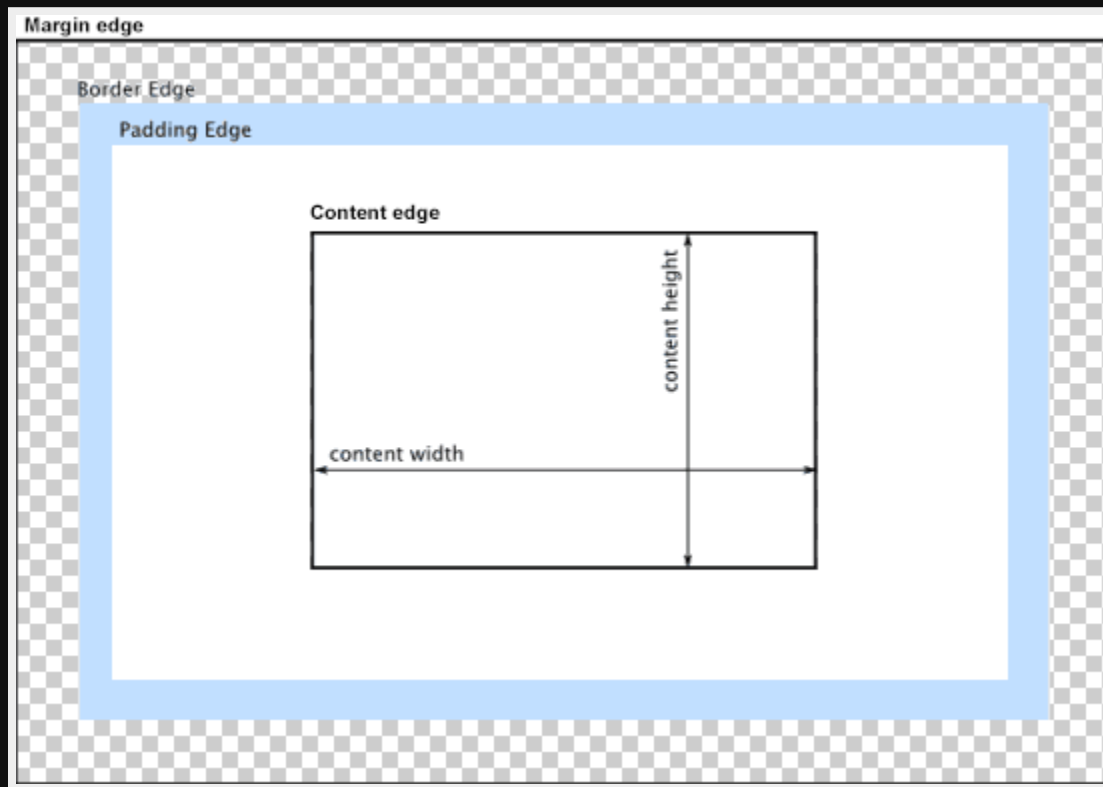 Margin edge
Border Edge
Padding Edge
Content edge
content height
content width